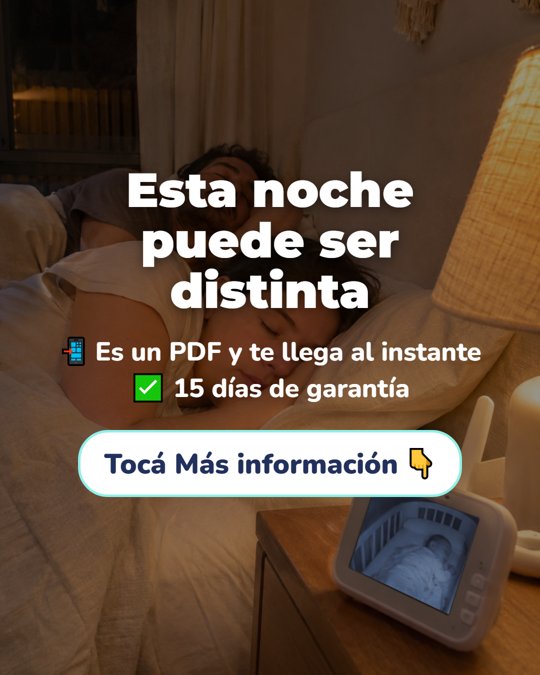 Esta noche
puede ser
distinta
📲 Es un PDF y te llega al instante
✅ 15 días de garantía
Tocá Más información 👇